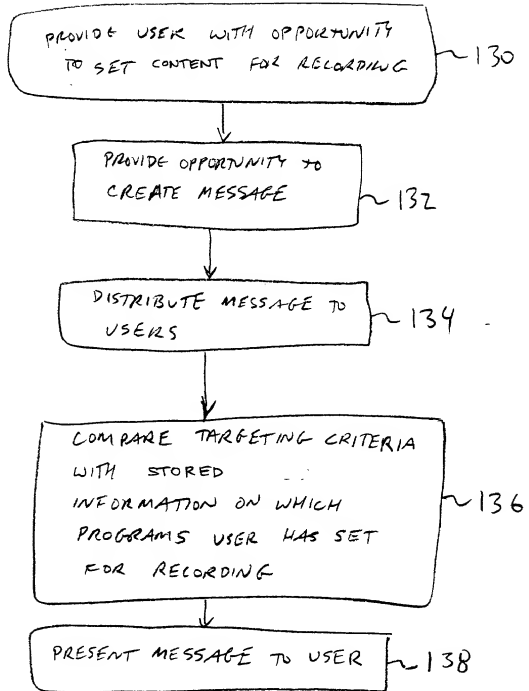 PROVIDE USER WITH OPPORTUNITY
TO SET CONTENT FOR RECORDING
130
PROVIDE OPPORTUNITY TO
CREATE MESSAGE
132
DISTRIBUTE MESSAGE TO
USERS
134
COMPARE TARGETING CRITERIA
WITH STORED
INFORMATION ON WHICH
PROGRAMS USER HAS SET
FOR RECORDING
136
PRESENT MESSAGE TO USER
138